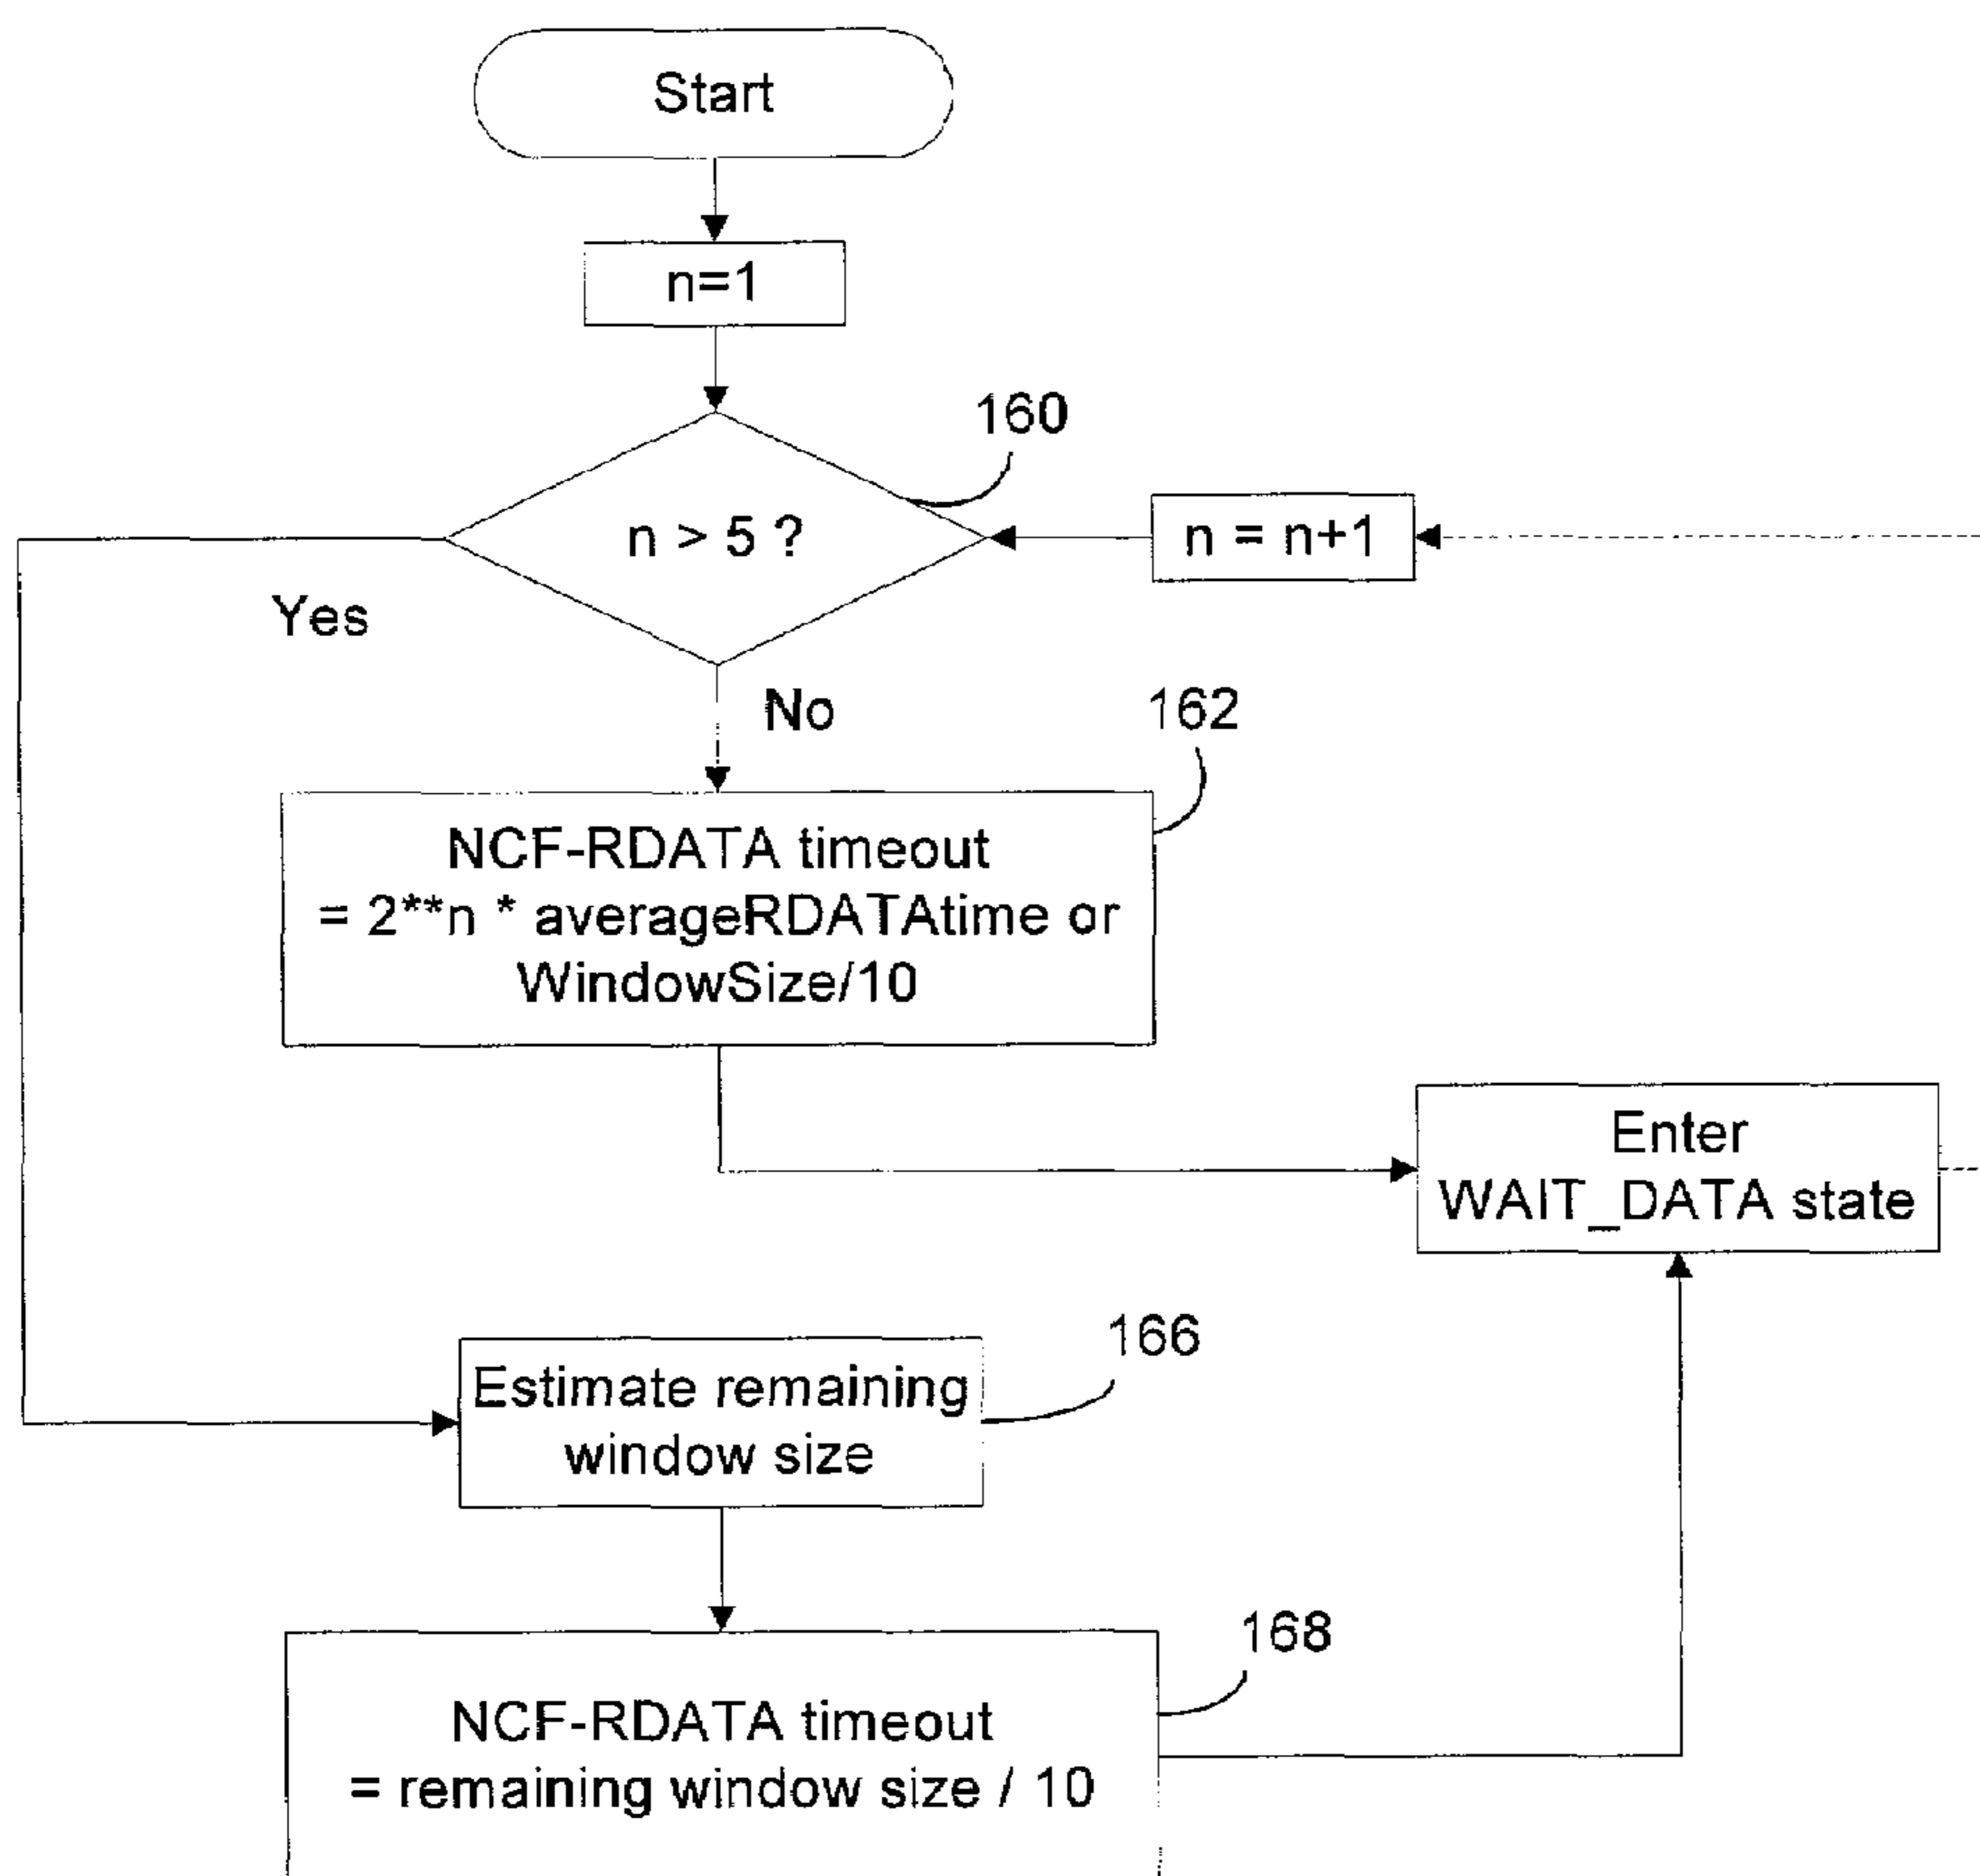 Start
n=1
160
n > 5 ?
n = n+1
Yes
No
162
NCF-RDATA timeout
= 2**n * averageRDATAtime or
WindowSize/10
Enter
WAIT_DATA state
166
Estimate remaining
window size
168
NCF-RDATA timeout
= remaining window size / 10